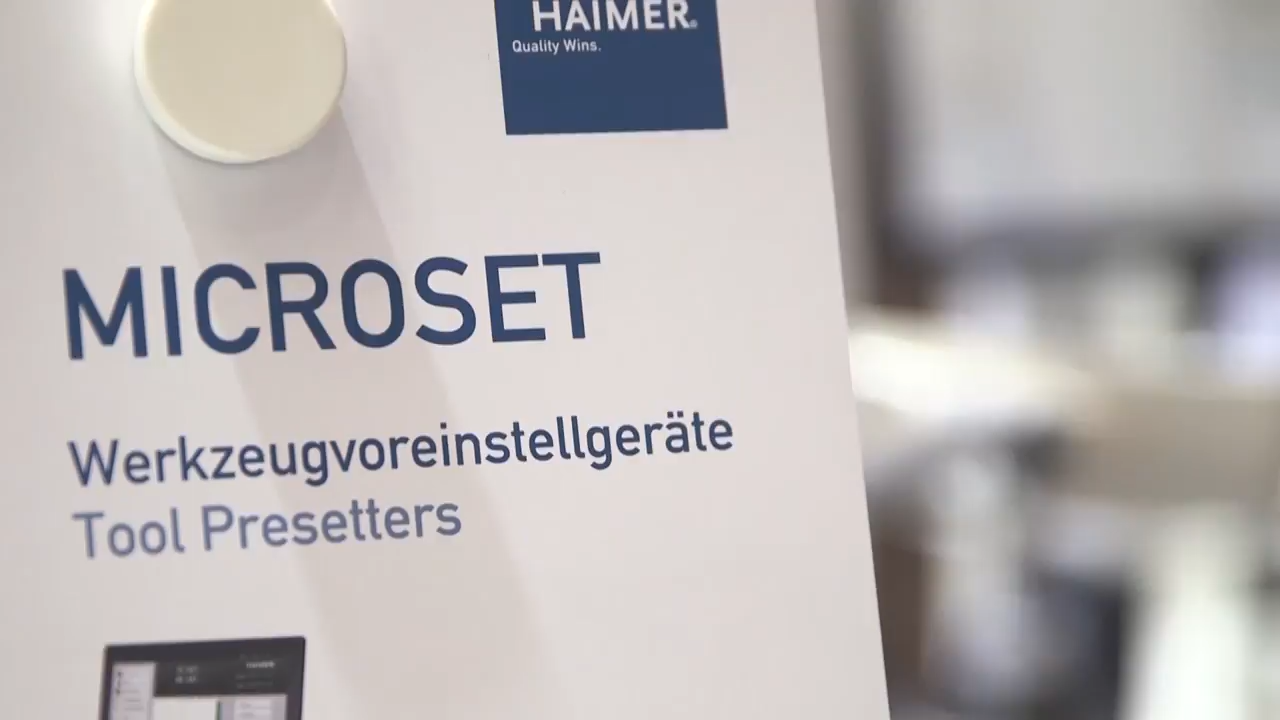 HAIMER®
Quality Wins.
MICROSET
Werkzeugvoreinstellgeräte
Tool Presetters